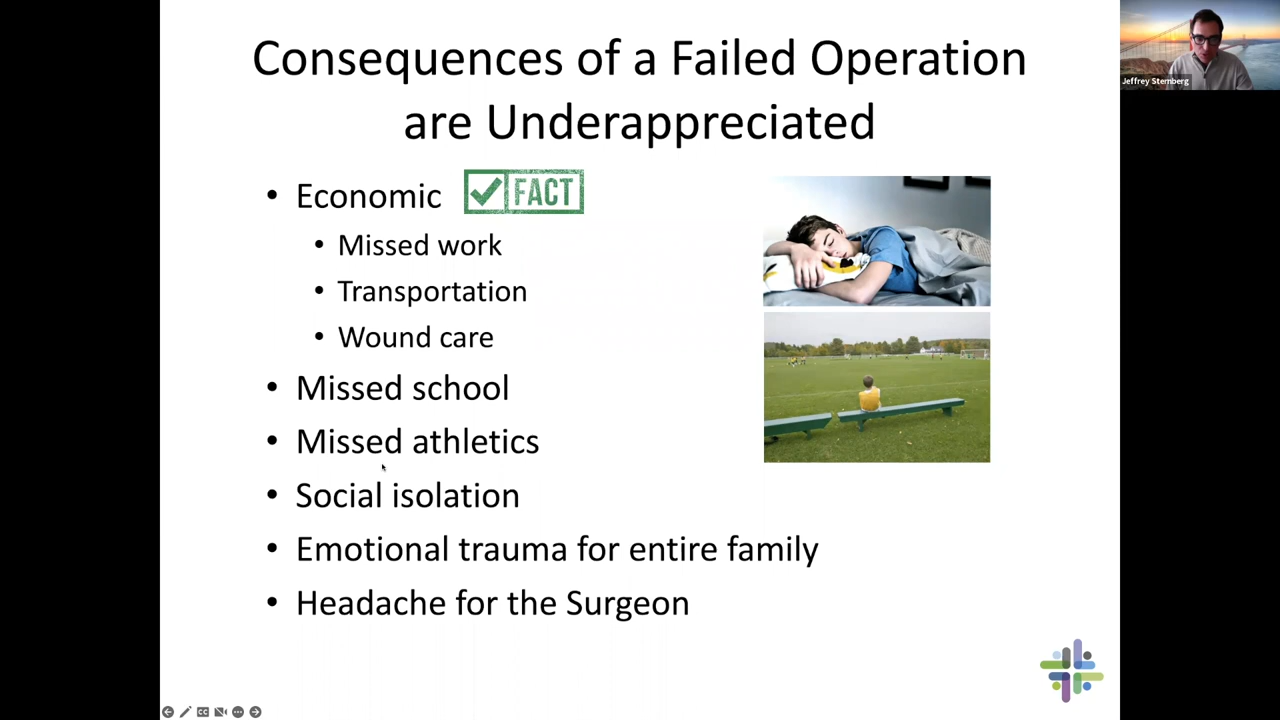 Consequences of a Failed Operation
are Underappreciated
• Economic
FACT
• Missed work
• Transportation
• Wound care
• Missed school
• Missed athletics
• Social isolation
• Emotional trauma for entire family
• Headache for the Surgeon
Jeffrey Sternberg
CC